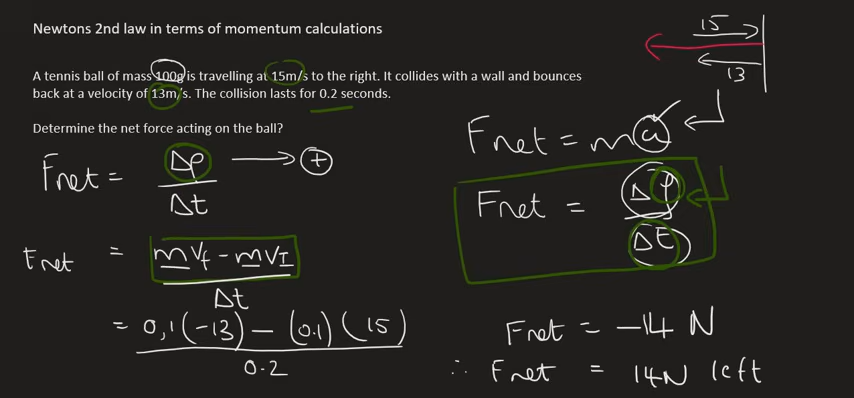 Newtons 2nd law in terms of momentum calculations
A tennis ball of mass 100g is travelling at 15m/s to the right. It collides with a wall and bounces
back at a velocity of 13m/s. The collision lasts for 0.2 seconds.
Determine the net force acting on the ball?
15
13
Fnet = ma
Fnet = Δp / Δt
Fnet = Δp / Δt → +
Fnet = mVf - mVI / Δt
= 0,1(-13) - (0.1)(15) / 0.2
Fnet = -14 N
∴ Fnet = 14N left